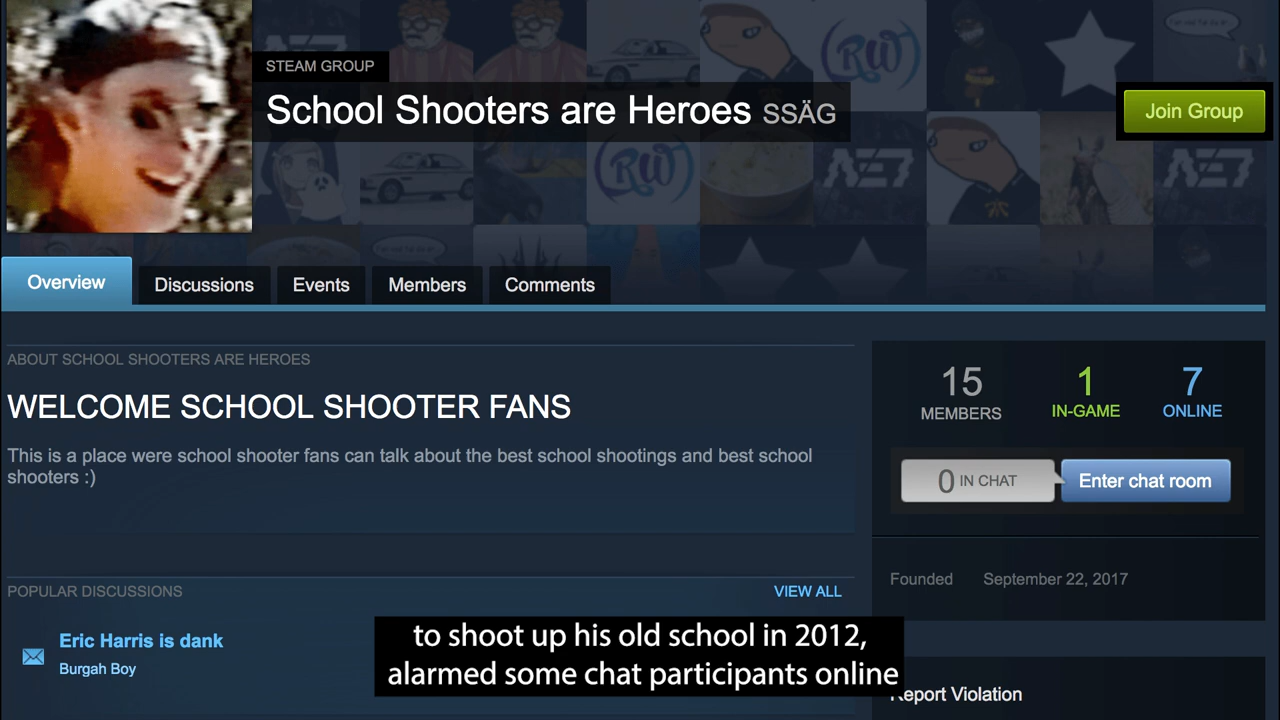 STEAM GROUP
School Shooters are Heroes SSÄG
Join Group
Overview
Discussions
Events
Members
Comments
ABOUT SCHOOL SHOOTERS ARE HEROES
WELCOME SCHOOL SHOOTER FANS
This is a place were school shooter fans can talk about the best school shootings and best school
shooters :)
15
MEMBERS
1
IN-GAME
7
ONLINE
0 IN CHAT
Enter chat room
Founded September 22, 2017
POPULAR DISCUSSIONS
VIEW ALL
Eric Harris is dank
Burgah Boy
to shoot up his old school in 2012,
alarmed some chat participants online
Report Violation